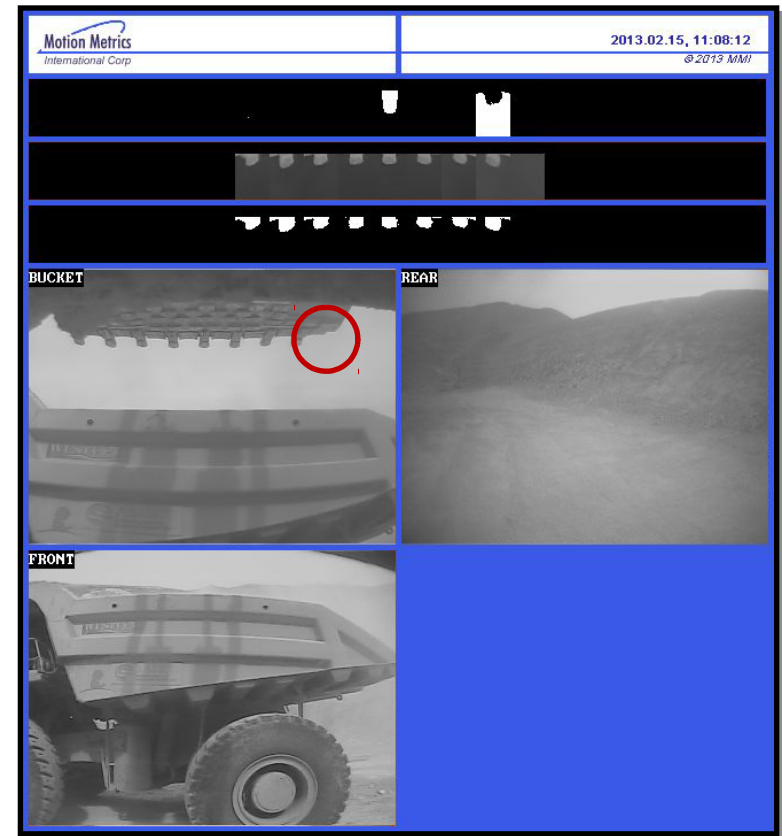 Motion Metrics
International Corp
2013.02.15, 11:08:12
© 2013 MMI
BUCKET
REAR
FRONT